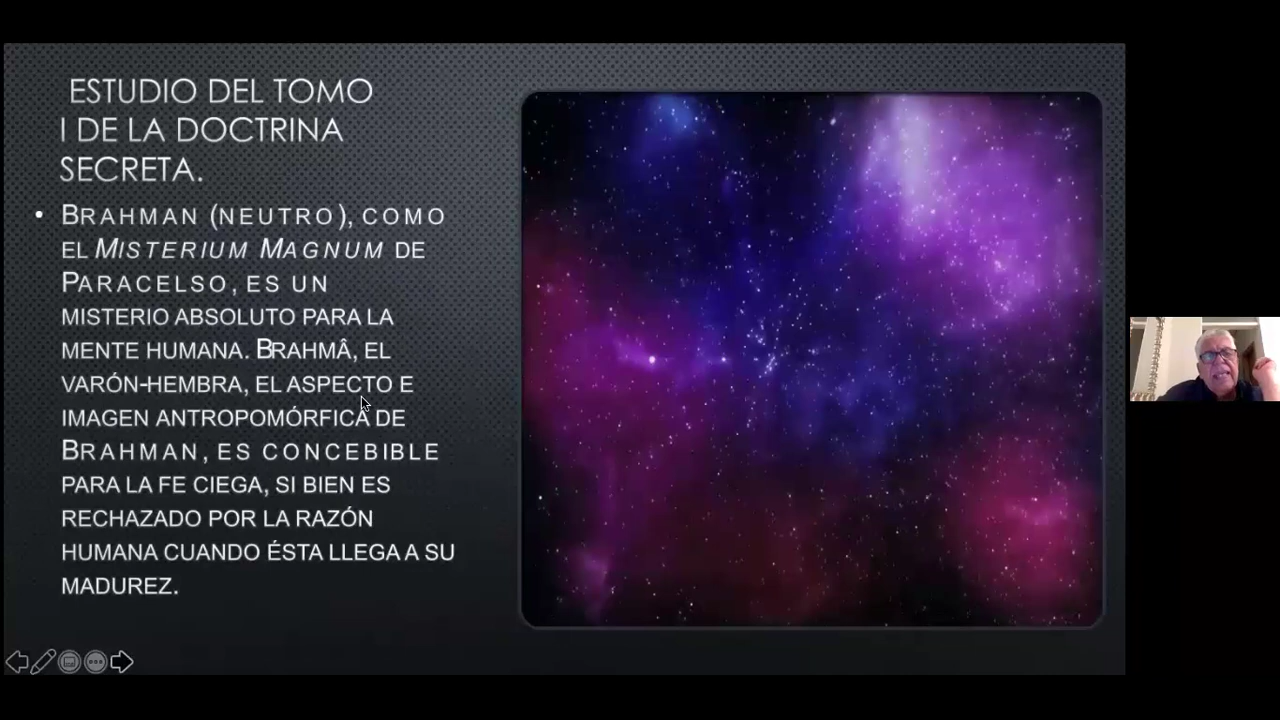 ESTUDIO DEL TOMO
I DE LA DOCTRINA
SECRETA.
• BRAHMAN (NEUTRO), COMO
EL MISTERIUM MAGNUM DE
PARACELSO, ES UN
MISTERIO ABSOLUTO PARA LA
MENTE HUMANA. BRAHMÂ, EL
VARÓN-HEMBRA, EL ASPECTO E
IMAGEN ANTROPOMÓRFICA DE
BRAHMAN, ES CONCEBIBLE
PARA LA FE CIEGA, SI BIEN ES
RECHAZADO POR LA RAZÓN
HUMANA CUANDO ÉSTA LLEGA A SU
MADUREZ.